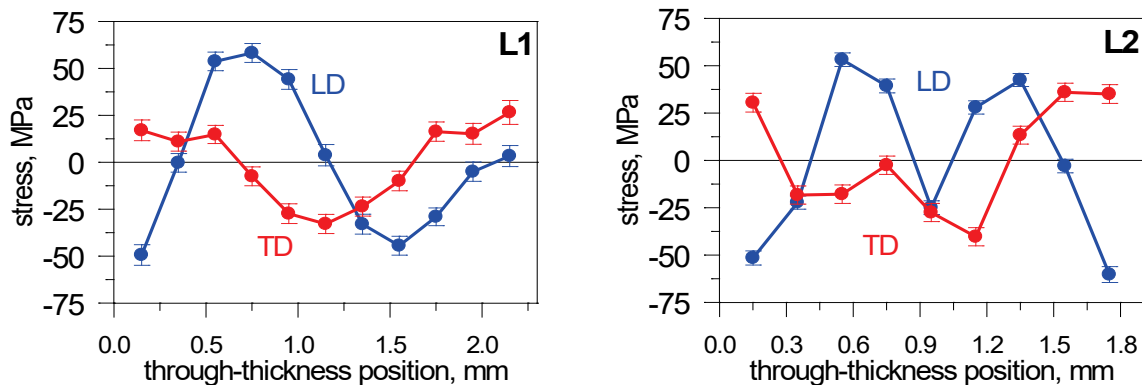 75
50
25
0
-25
-50
-75
stress, MPa
L1
LD
TD
0.0 0.5 1.0 1.5 2.0
through-thickness position, mm
75
50
25
0
-25
-50
-75
stress, MPa
L2
LD
TD
0.0 0.3 0.6 0.9 1.2 1.5 1.8
through-thickness position, mm